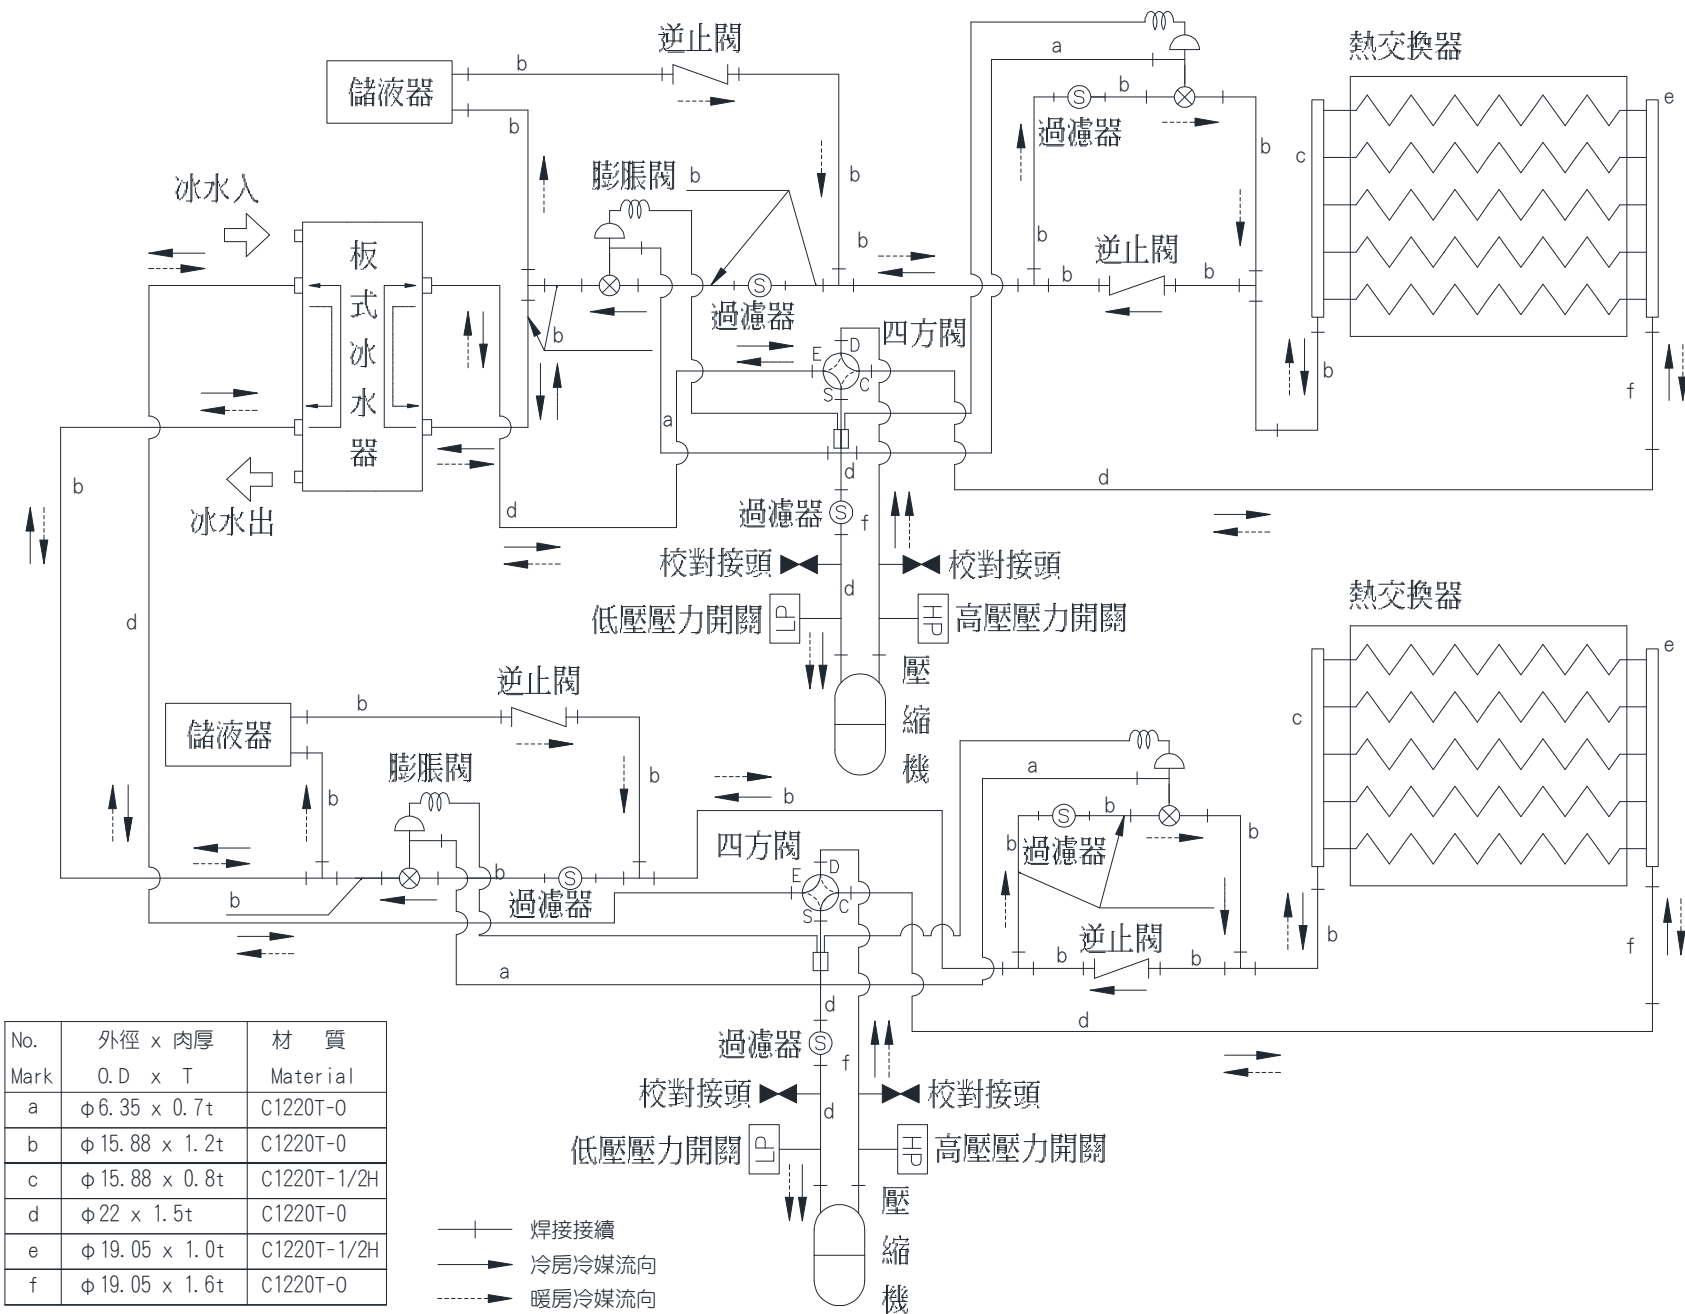 逆止閥
a
熱交換器
b
儲液器
b
e
過濾器
b
b
c
膨脹閥
b
b
冰水入
板式冰水器
b
b
逆止閥
b
b
過濾器
四方閥
b
E
D
S
C
b
f
a
b
d
d
d
冰水出
過濾器
f
校對接頭
校對接頭
d
低壓壓力開關
LP
HP
高壓壓力開關
熱交換器
d
壓縮機
逆止閥
e
b
儲液器
c
膨脹閥
b
b
b
a
b
四方閥
b
過濾器
b
E
D
S
C
b
過濾器
b
逆止閥
b
b
b
f
a
d
d
過濾器
f
校對接頭
校對接頭
d
低壓壓力開關
LP
HP
高壓壓力開關
壓縮機
No. 外徑 x 肉厚 材 質
Mark O.D x T Material
a φ6.35 x 0.7t C1220T-O
b φ15.88 x 1.2t C1220T-O
c φ15.88 x 0.8t C1220T-1/2H
d φ22 x 1.5t C1220T-O
e φ19.05 x 1.0t C1220T-1/2H
f φ19.05 x 1.6t C1220T-O
焊接接續
冷房冷媒流向
暖房冷媒流向